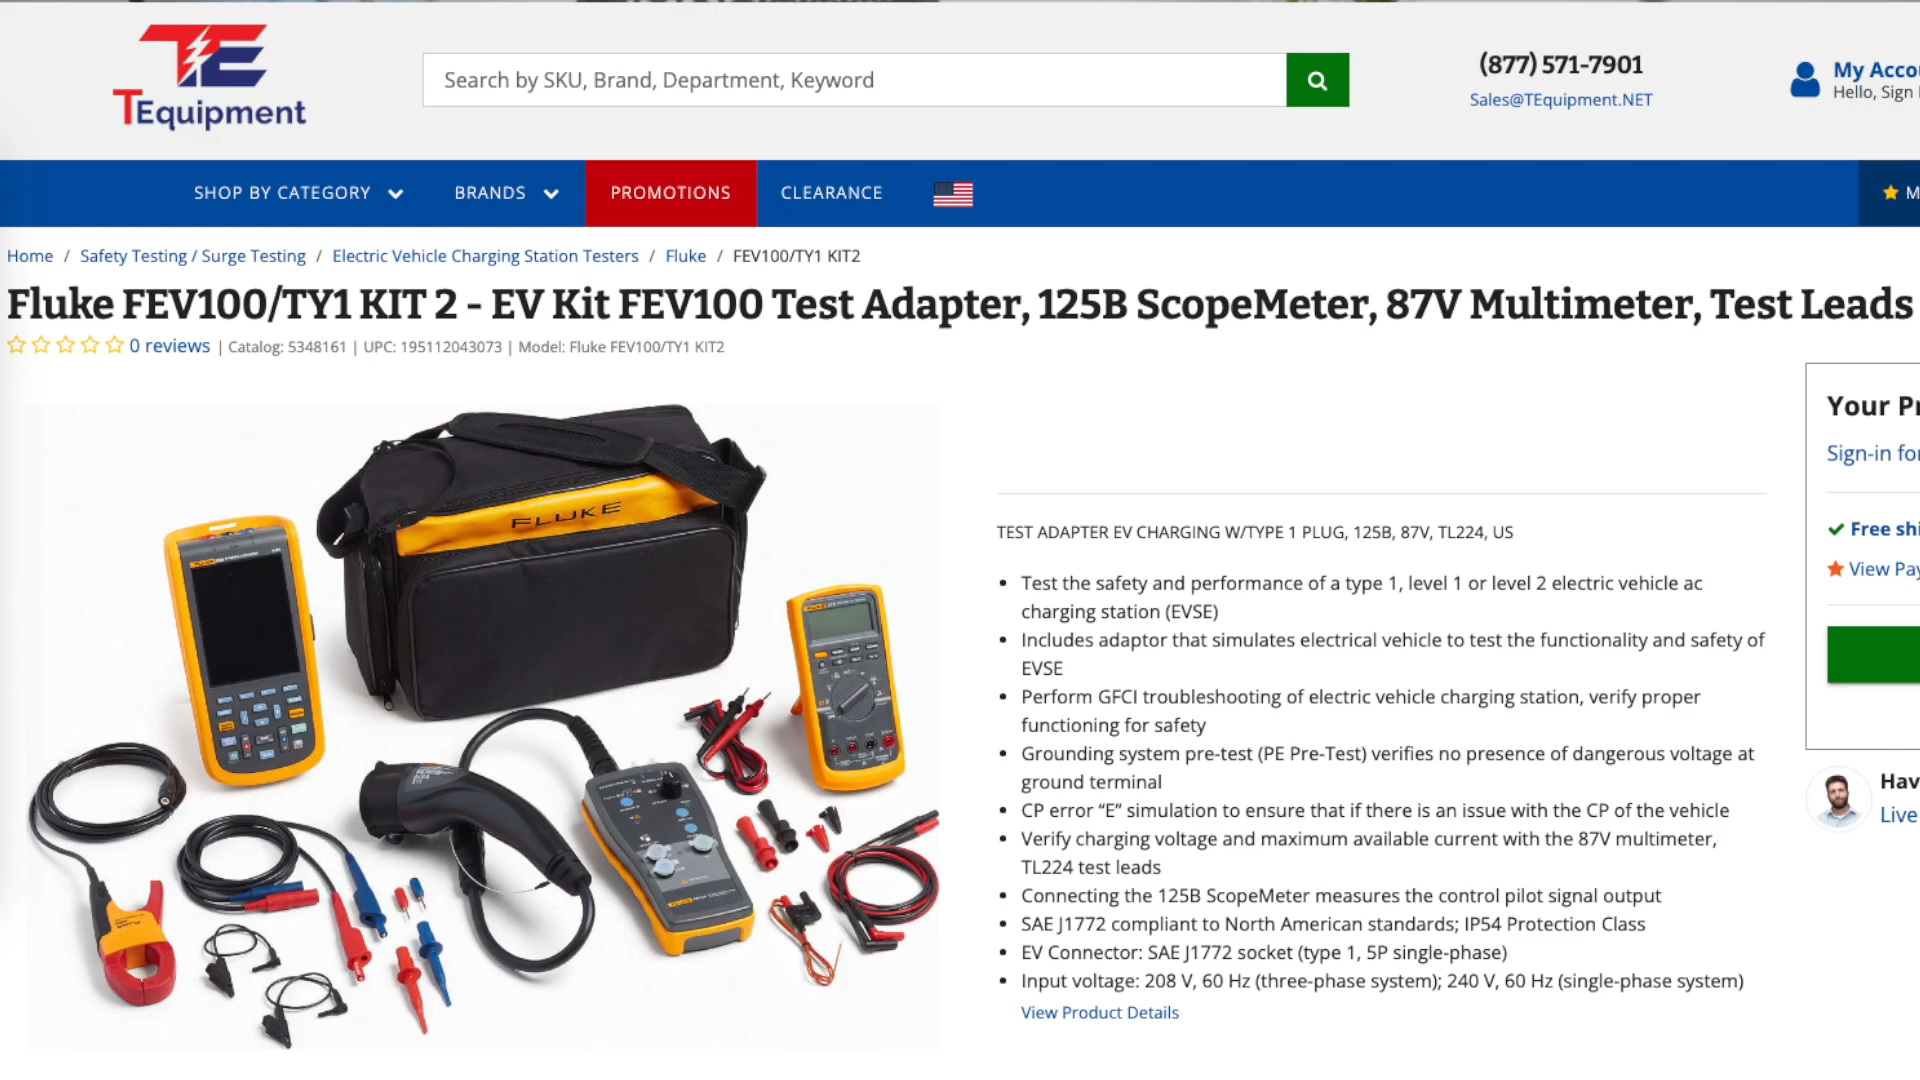 TEquipment
Search by SKU, Brand, Department, Keyword
(877) 571-7901
Sales@TEquipment.NET
My Accou
Hello, Sign
SHOP BY CATEGORY
BRANDS
PROMOTIONS
CLEARANCE
M
Home / Safety Testing / Surge Testing / Electric Vehicle Charging Station Testers / Fluke / FEV100/TY1 KIT2
Fluke FEV100/TY1 KIT 2 - EV Kit FEV100 Test Adapter, 125B ScopeMeter, 87V Multimeter, Test Leads
0 reviews | Catalog: 5348161 | UPC: 195112043073 | Model: Fluke FEV100/TY1 KIT2
FLUKE
TEST ADAPTER EV CHARGING W/TYPE 1 PLUG, 125B, 87V, TL224, US
• Test the safety and performance of a type 1, level 1 or level 2 electric vehicle ac
charging station (EVSE)
• Includes adaptor that simulates electrical vehicle to test the functionality and safety of
EVSE
• Perform GFCI troubleshooting of electric vehicle charging station, verify proper
functioning for safety
• Grounding system pre-test (PE Pre-Test) verifies no presence of dangerous voltage at
ground terminal
• CP error “E” simulation to ensure that if there is an issue with the CP of the vehicle
• Verify charging voltage and maximum available current with the 87V multimeter,
TL224 test leads
• Connecting the 125B ScopeMeter measures the control pilot signal output
• SAE J1772 compliant to North American standards; IP54 Protection Class
• EV Connector: SAE J1772 socket (type 1, 5P single-phase)
• Input voltage: 208 V, 60 Hz (three-phase system); 240 V, 60 Hz (single-phase system)
View Product Details
Your Pr
Sign-in for
Free shi
View Pay
Hav
Live